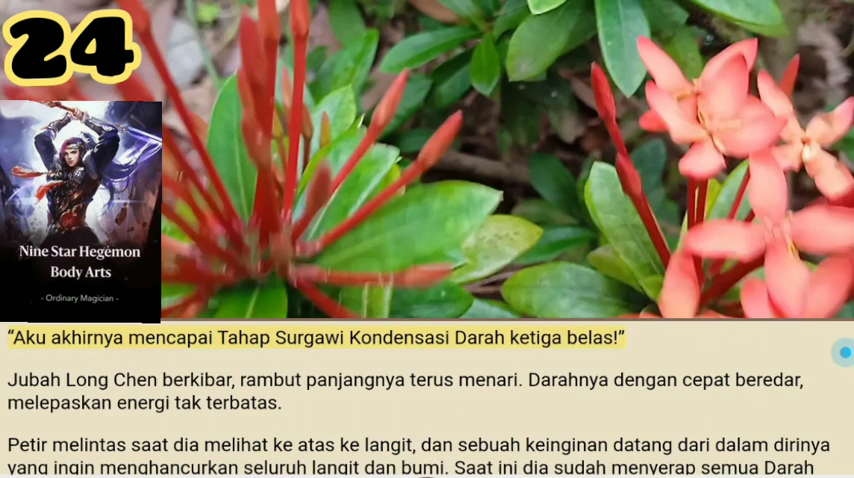 24
Nine Star Hegemon
Body Arts
- Ordinary Magician -
“Aku akhirnya mencapai Tahap Surgawi Kondensasi Darah ketiga belas!”
Jubah Long Chen berkibar, rambut panjangnya terus menari. Darahnya dengan cepat beredar,
melepaskan energi tak terbatas.
Petir melintas saat dia melihat ke atas ke langit, dan sebuah keinginan datang dari dalam dirinya
yang ingin menghancurkan seluruh langit dan bumi. Saat ini dia sudah menyerap semua Darah